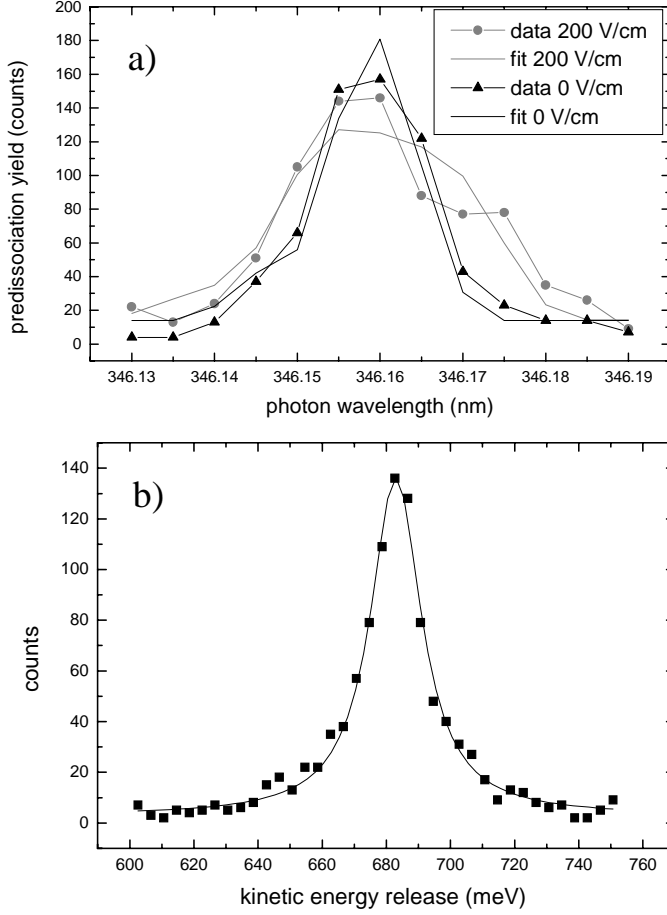 a)
data 200 V/cm
fit 200 V/cm
data 0 V/cm
fit 0 V/cm
predissociation yield (counts)
200
180
160
140
120
100
80
60
40
20
0
346.13 346.14 346.15 346.16 346.17 346.18 346.19
photon wavelength (nm)
b)
counts
140
120
100
80
60
40
20
0
600 620 640 660 680 700 720 740 760
kinetic energy release (meV)